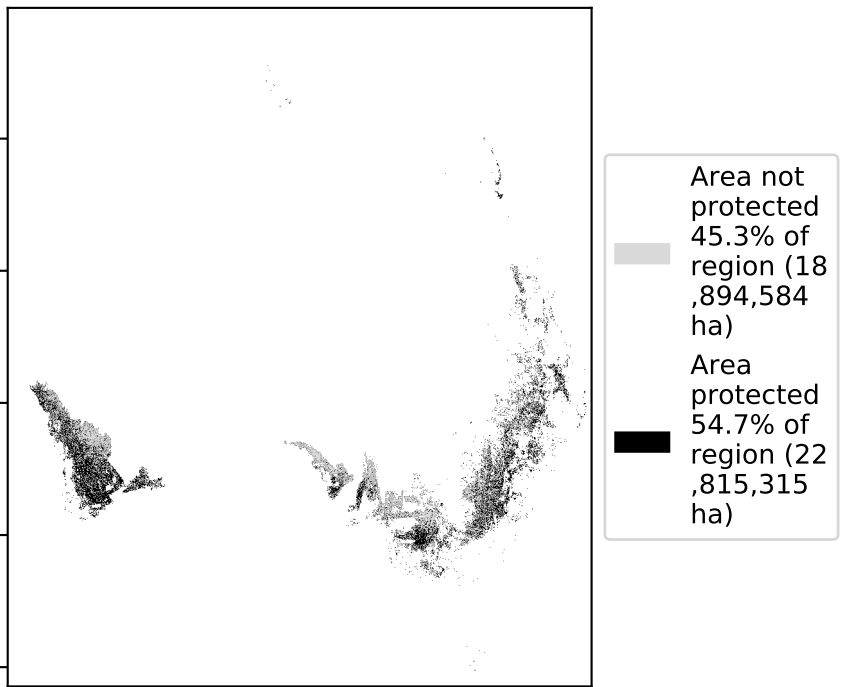 Area not
protected
45.3% of
region (18
,894,584
ha)
Area
protected
54.7% of
region (22
,815,315
ha)